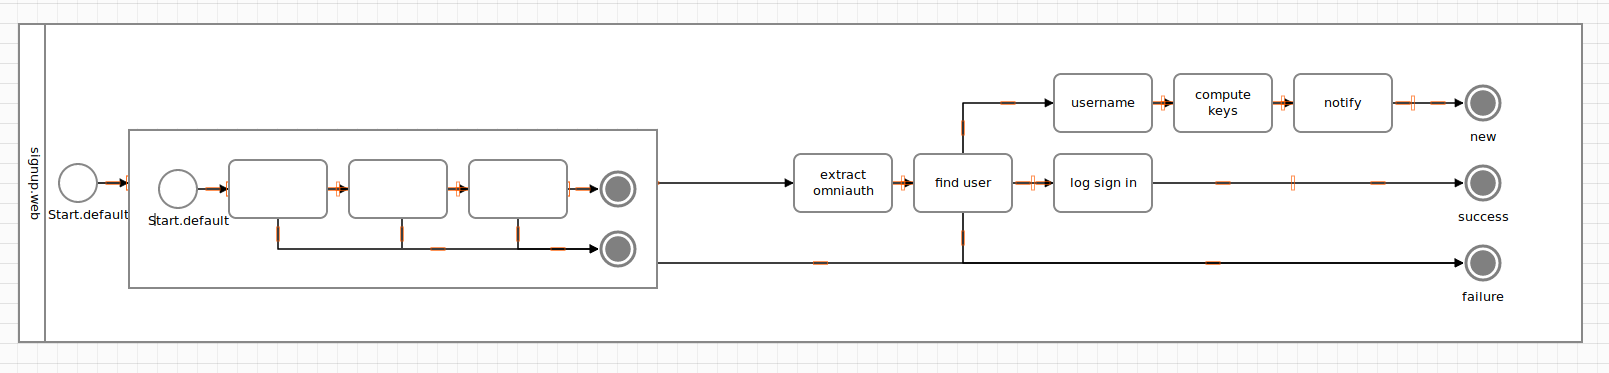 signup.web
Start.default
Start.default
extract
omniauth
find user
username
compute
keys
notify
new
log sign in
success
failure